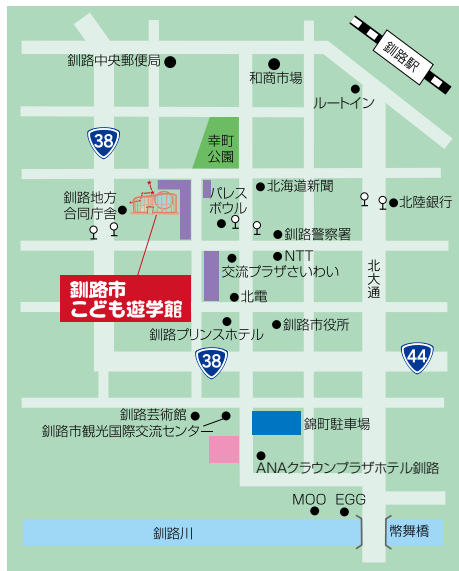 釧路駅
釧路中央郵便局
和商市場
ルートイン
38
幸町
公園
釧路地方
合同庁舎
パレス
ボウル
北海道新聞
北陸銀行
釧路警察署
NTT
交流プラザさいわい
北大通
釧路市
こども遊学館
北電
釧路プリンスホテル
釧路市役所
38
44
釧路芸術館
釧路市観光国際交流センター
錦町駐車場
ANAクラウンプラザホテル釧路
MOO
EGG
釧路川
幣舞橋